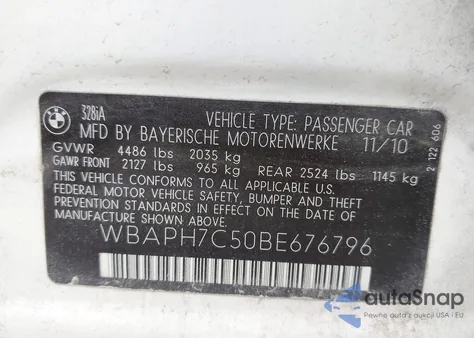 BMW
328iA
VEHICLE TYPE: PASSENGER CAR
MFD BY BAYERISCHE MOTORENWERKE 11/10
GVWR 4486 lbs 2035 kg
GAWR FRONT 2127 lbs 965 kg REAR 2524 lbs 1145 kg
THIS VEHICLE CONFORMS TO ALL APPLICABLE
FEDERAL MOTOR VEHICLE SAFETY, BUMPER AND THEFT
PREVENTION STANDARDS IN EFFECT ON THE DATE OF
MANUFACTURE SHOWN ABOVE.
WBAPH7C50BE676796
2 122 606
autoSnap
Pewne auta z aukcji USA i EU